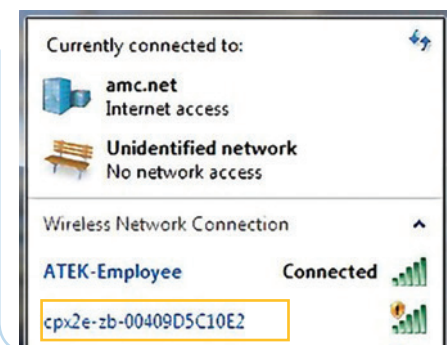 Currently connected to:
amc.net
Internet access
Unidentified network
No network access
Wireless Network Connection
ATEK-Employee Connected
cpx2e-zb-00409D5C10E2